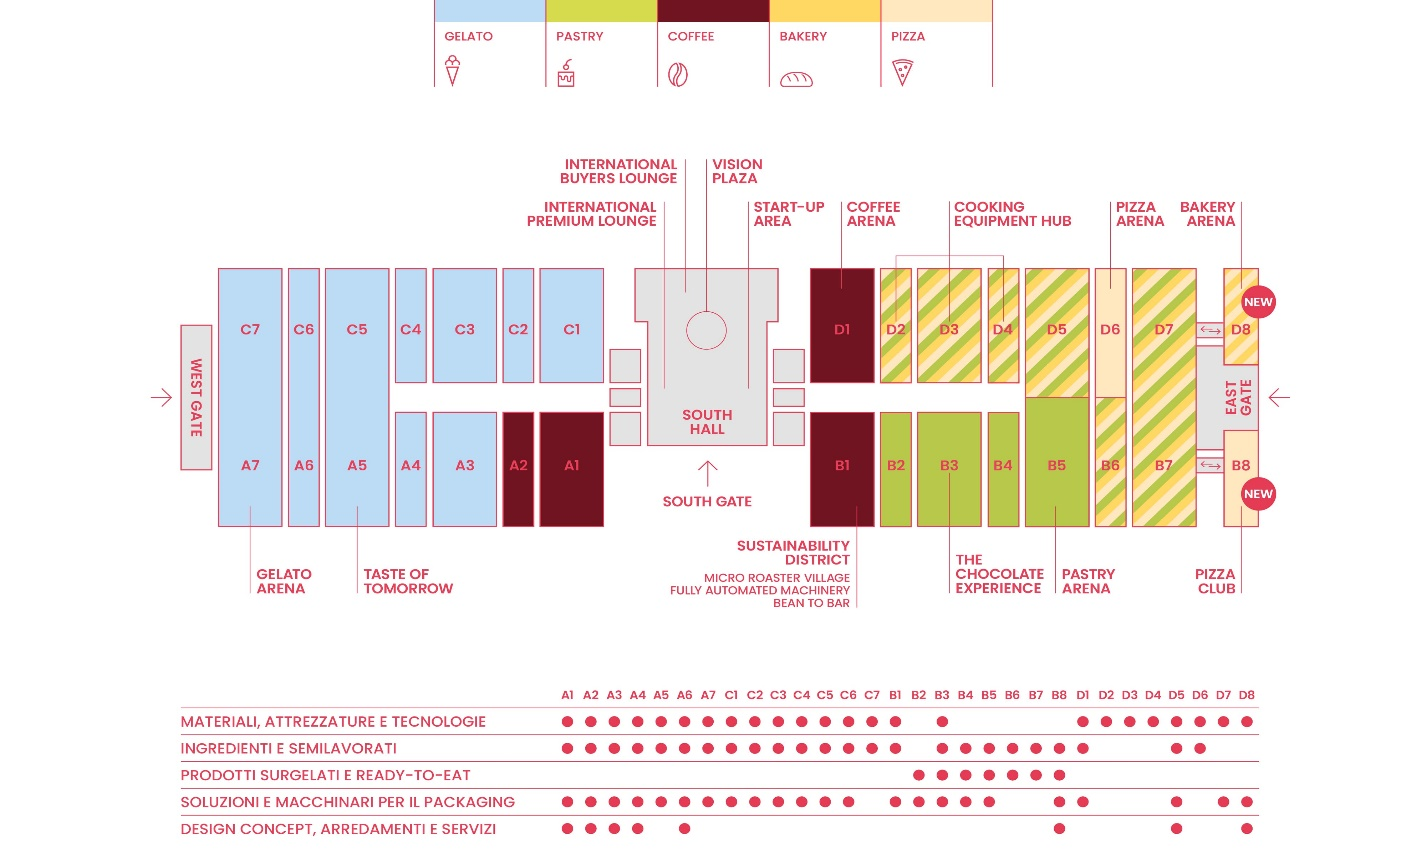 GELATO
PASTRY
COFFEE
BAKERY
PIZZA
INTERNATIONAL
BUYERS LOUNGE
VISION
PLAZA
INTERNATIONAL
PREMIUM LOUNGE
START-UP
AREA
COFFEE
ARENA
COOKING
EQUIPMENT HUB
PIZZA
ARENA
BAKERY
ARENA
NEW
C7 C6 C5 C4 C3 C2 C1 D1 D2 D3 D4 D5 D6 D7 D8
WEST GATE
EAST
GATE
SOUTH
HALL
A7 A6 A5 A4 A3 A2 A1 B1 B2 B3 B4 B5 B6 B7 B8
NEW
SOUTH GATE
GELATO
ARENA
TASTE OF
TOMORROW
SUSTAINABILITY
DISTRICT
MICRO ROASTER VILLAGE
FULLY AUTOMATED MACHINERY
BEAN TO BAR
THE
CHOCOLATE
EXPERIENCE
PASTRY
ARENA
PIZZA
CLUB
A1 A2 A3 A4 A5 A6 A7 C1 C2 C3 C4 C5 C6 C7 B1 B2 B3 B4 B5 B6 B7 B8 D1 D2 D3 D4 D5 D6 D7 D8
MATERIALI, ATTREZZATURE E TECNOLOGIE
INGREDIENTI E SEMILAVORATI
PRODOTTI SURGELATI E READY-TO-EAT
SOLUZIONI E MACCHINARI PER IL PACKAGING
DESIGN CONCEPT, ARREDAMENTI E SERVIZI